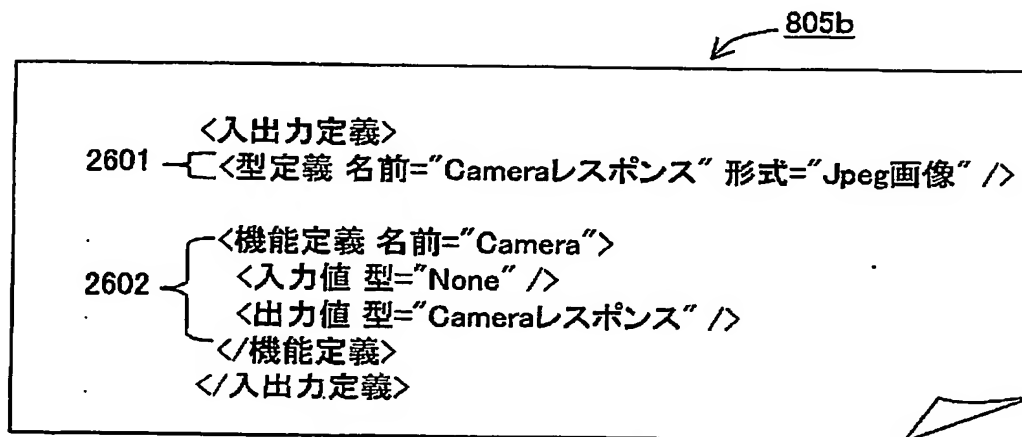 805b
<入出力定義>
2601 <型定義 名前="Cameraレスポンス" 形式="Jpeg画像" />
<機能定義 名前="Camera">
2602 <入力値 型="None" />
<出力値 型="Cameraレスポンス" />
</機能定義>
</入出力定義>